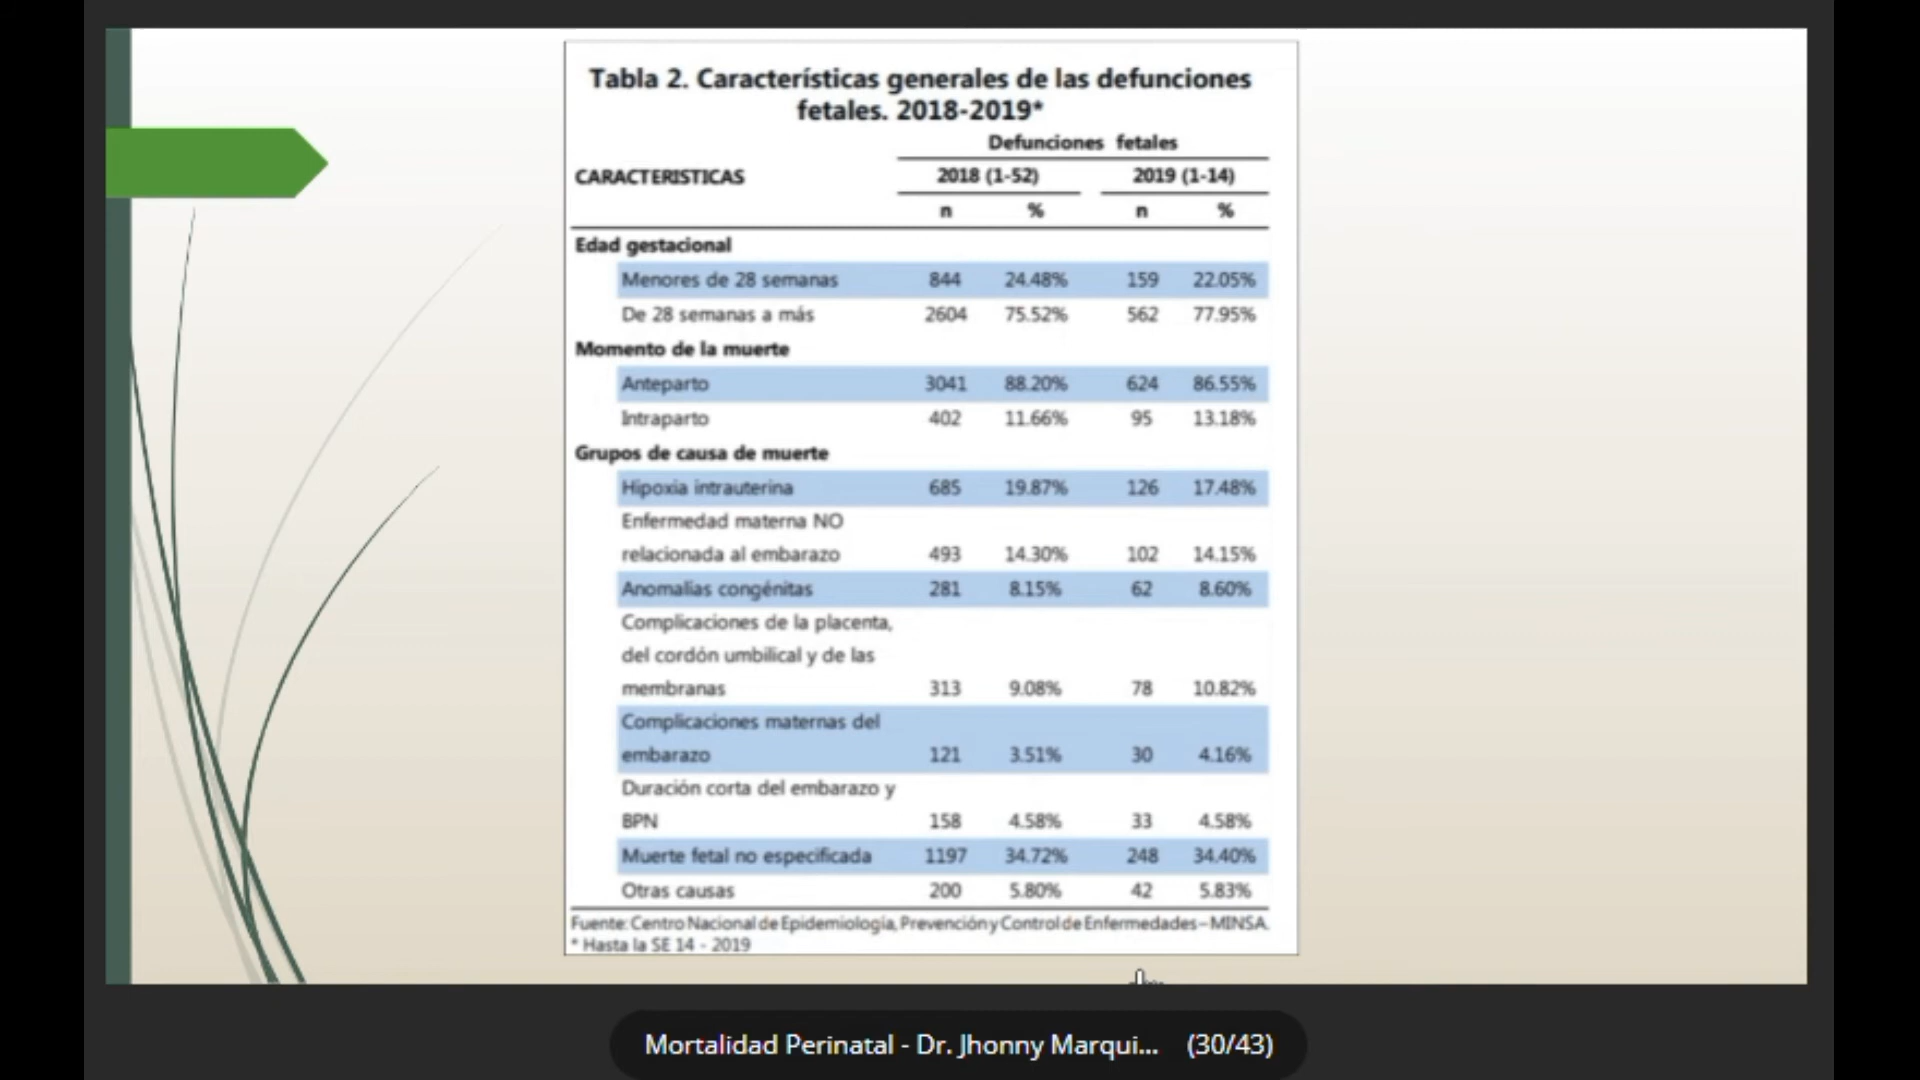 Tabla 2. Características generales de las defunciones
fetales. 2018-2019*
Defunciones fetales
CARACTERISTICAS 2018 (1-52) 2019 (1-14)
n % n %
Edad gestacional
Menores de 28 semanas 844 24.48% 159 22.05%
De 28 semanas a más 2604 75.52% 562 77.95%
Momento de la muerte
Anteparto 3041 88.20% 624 86.55%
Intraparto 402 11.66% 95 13.18%
Grupos de causa de muerte
Hipoxia intrauterina 685 19.87% 126 17.48%
Enfermedad materna NO
relacionada al embarazo 493 14.30% 102 14.15%
Anomalías congénitas 281 8.15% 62 8.60%
Complicaciones de la placenta,
del cordón umbilical y de las
membranas 313 9.08% 78 10.82%
Complicaciones maternas del
embarazo 121 3.51% 30 4.16%
Duración corta del embarazo y
BPN 158 4.58% 33 4.58%
Muerte fetal no especificada 1197 34.72% 248 34.40%
Otras causas 200 5.80% 42 5.83%
Fuente: Centro Nacional de Epidemiología, Prevención y Control de Enfermedades – MINSA.
* Hasta la SE 14 - 2019
Mortalidad Perinatal - Dr. Jhonny Marqui... (30/43)